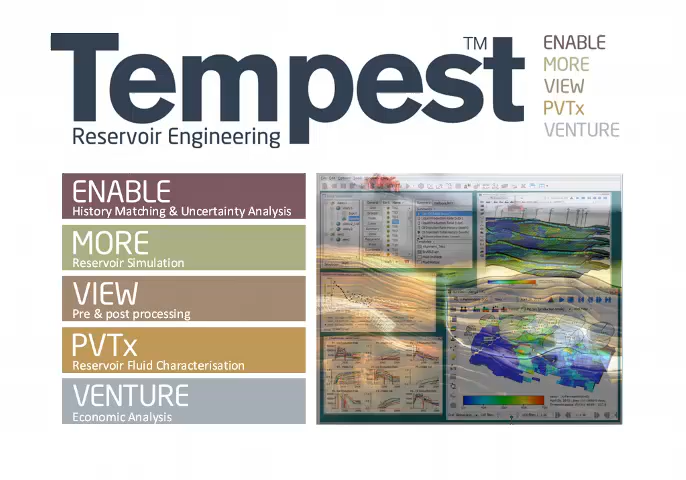 Tempest™
Reservoir Engineering
ENABLE
MORE
VIEW
PVTx
VENTURE
ENABLE
History Matching & Uncertainty Analysis
MORE
Reservoir Simulation
VIEW
Pre & post processing
PVTx
Reservoir Fluid Characterisation
VENTURE
Economic Analysis